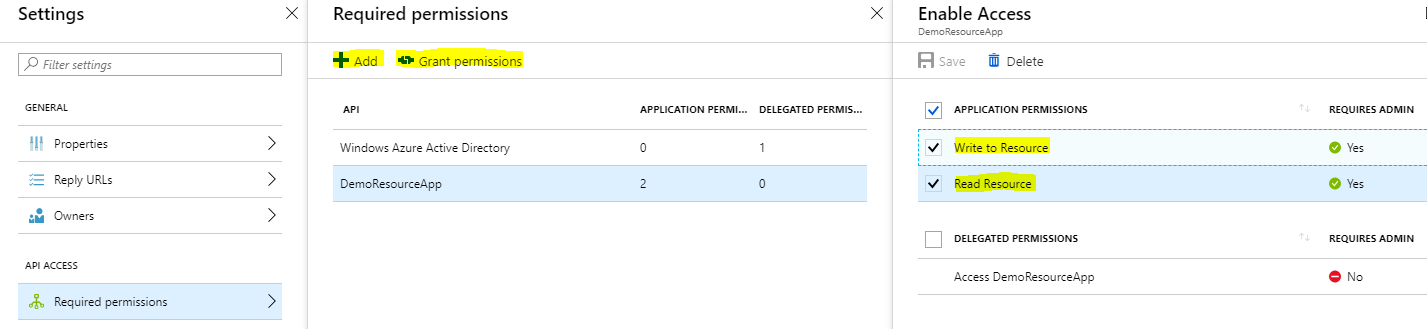 Settings
Filter settings
GENERAL
Properties
Reply URLs
Owners
API ACCESS
Required permissions
Required permissions
Add Grant permissions
API APPLICATION PERMI... DELEGATED PERMISS...
Windows Azure Active Directory 0 1
DemoResourceApp 2 0
Enable Access
DemoResourceApp
Save Delete
APPLICATION PERMISSIONS REQUIRES ADMIN
Write to Resource Yes
Read Resource Yes
DELEGATED PERMISSIONS REQUIRES ADMIN
Access DemoResourceApp No